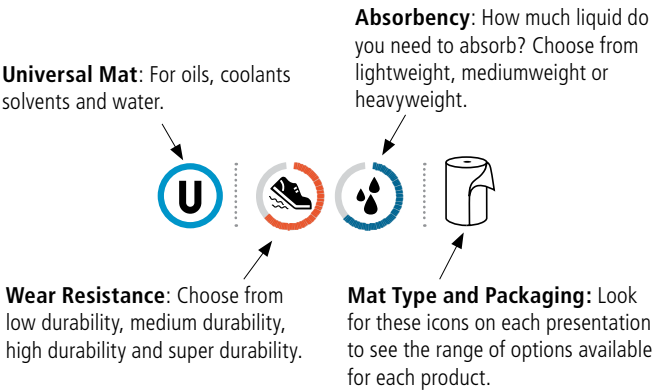 Absorbency: How much liquid do
you need to absorb? Choose from
lightweight, mediumweight or
heavyweight.
Universal Mat: For oils, coolants
solvents and water.
U
Wear Resistance: Choose from
low durability, medium durability,
high durability and super durability.
Mat Type and Packaging: Look
for these icons on each presentation
to see the range of options available
for each product.